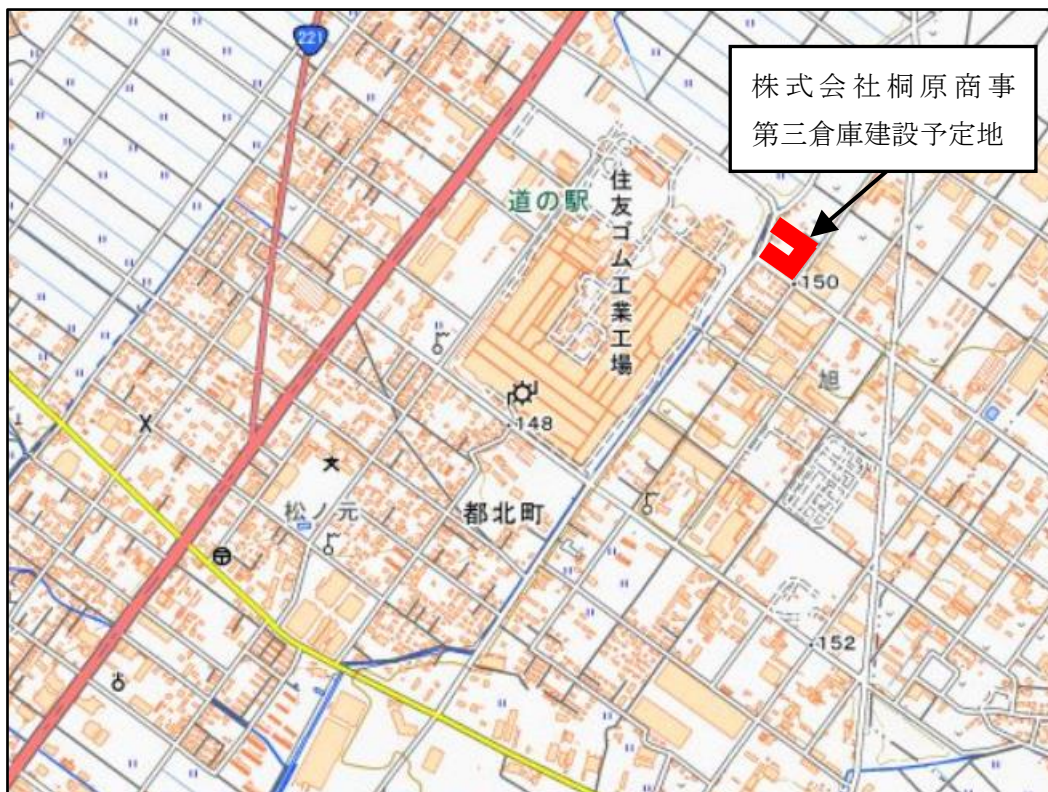 221
株式会社桐原商事
第三倉庫建設予定地
道の駅
住友ゴム工業工場
150
旭
148
松ノ元
都北町
152